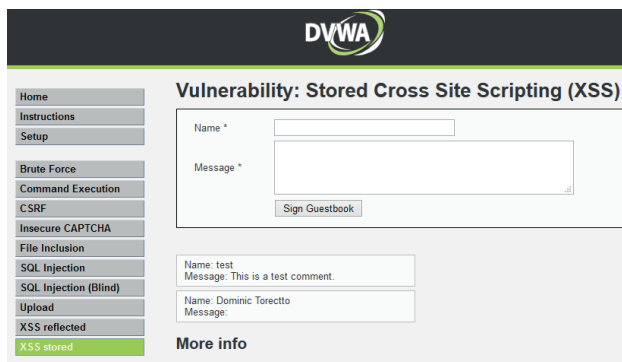 DVWA
Home
Instructions
Setup
Brute Force
Command Execution
CSRF
Insecure CAPTCHA
File Inclusion
SQL Injection
SQL Injection (Blind)
Upload
XSS reflected
XSS stored
Vulnerability: Stored Cross Site Scripting (XSS)
Name *
Message *
Sign Guestbook
Name: test
Message: This is a test comment.
Name: Dominic Torectto
Message:
More info